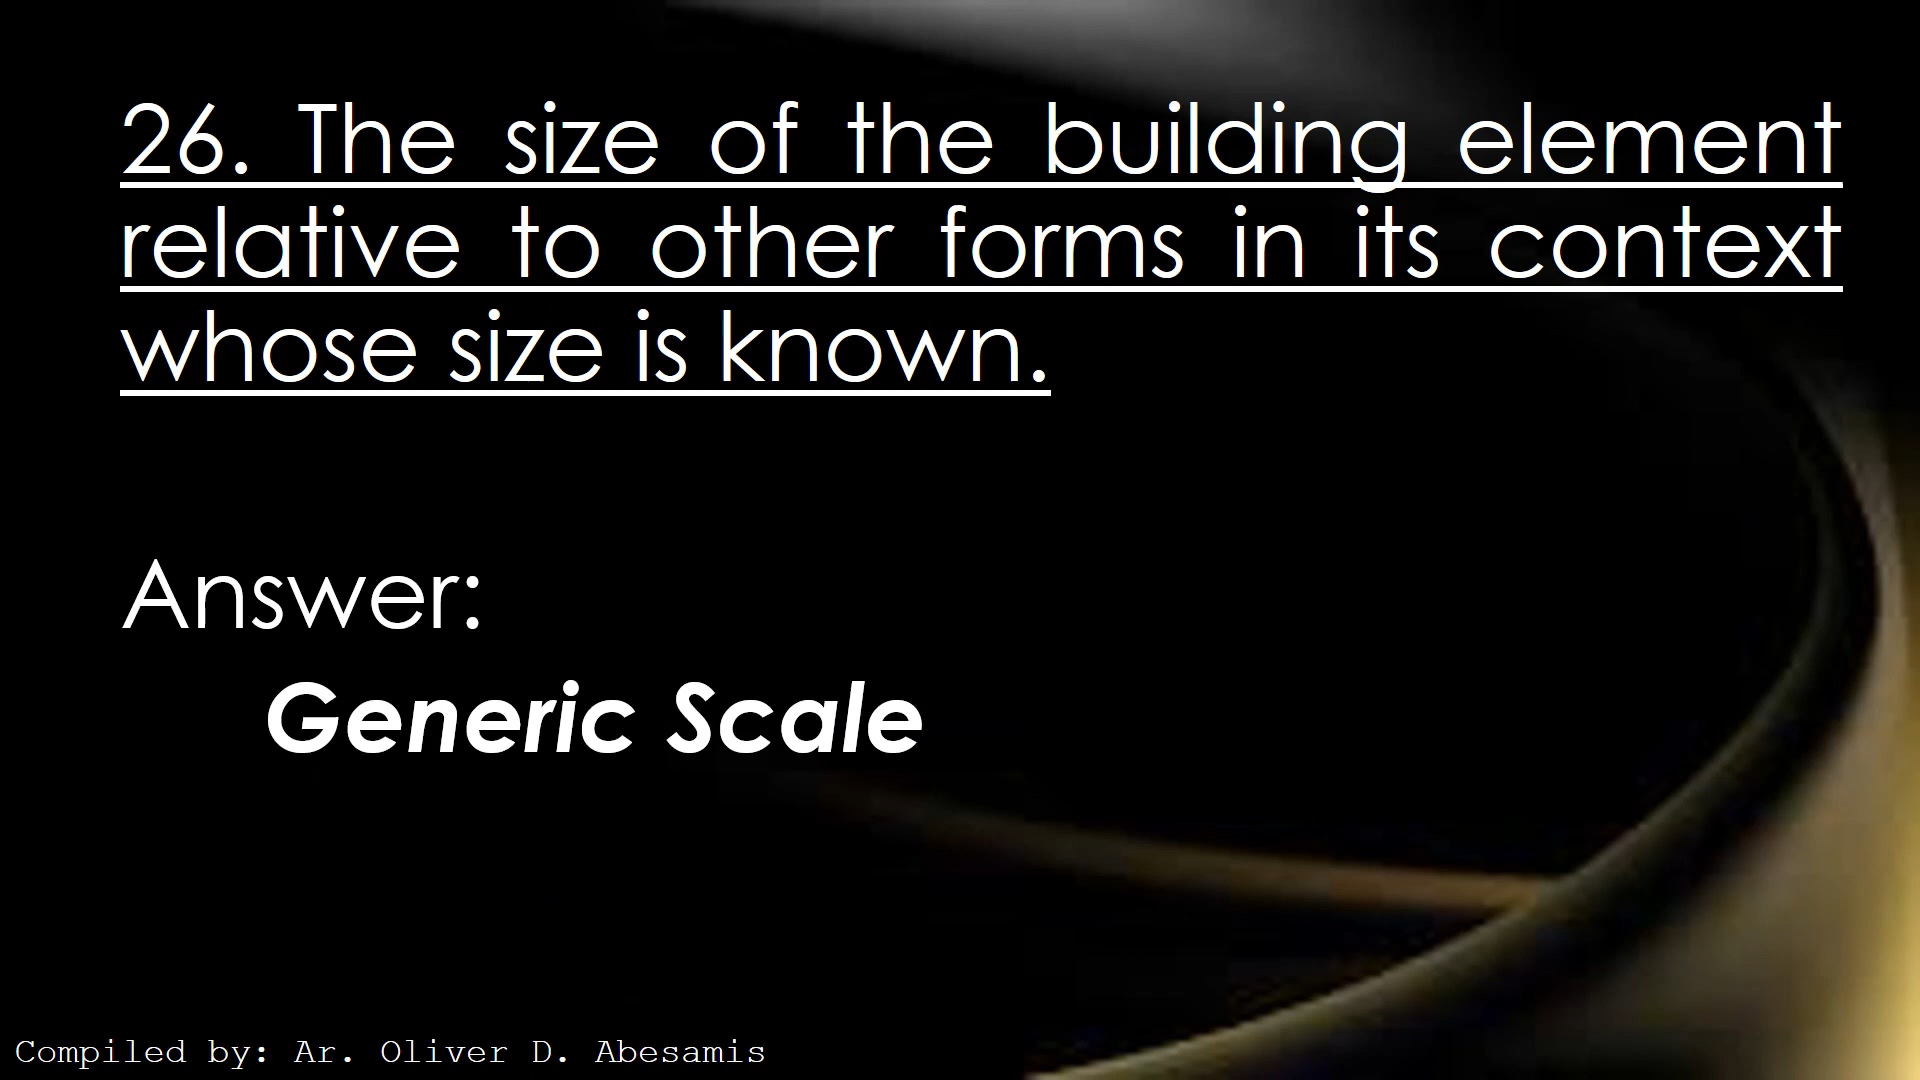 26. The size of the building element
relative to other forms in its context
whose size is known.
Answer:
Generic Scale
Compiled by: Ar. Oliver D. Abesamis